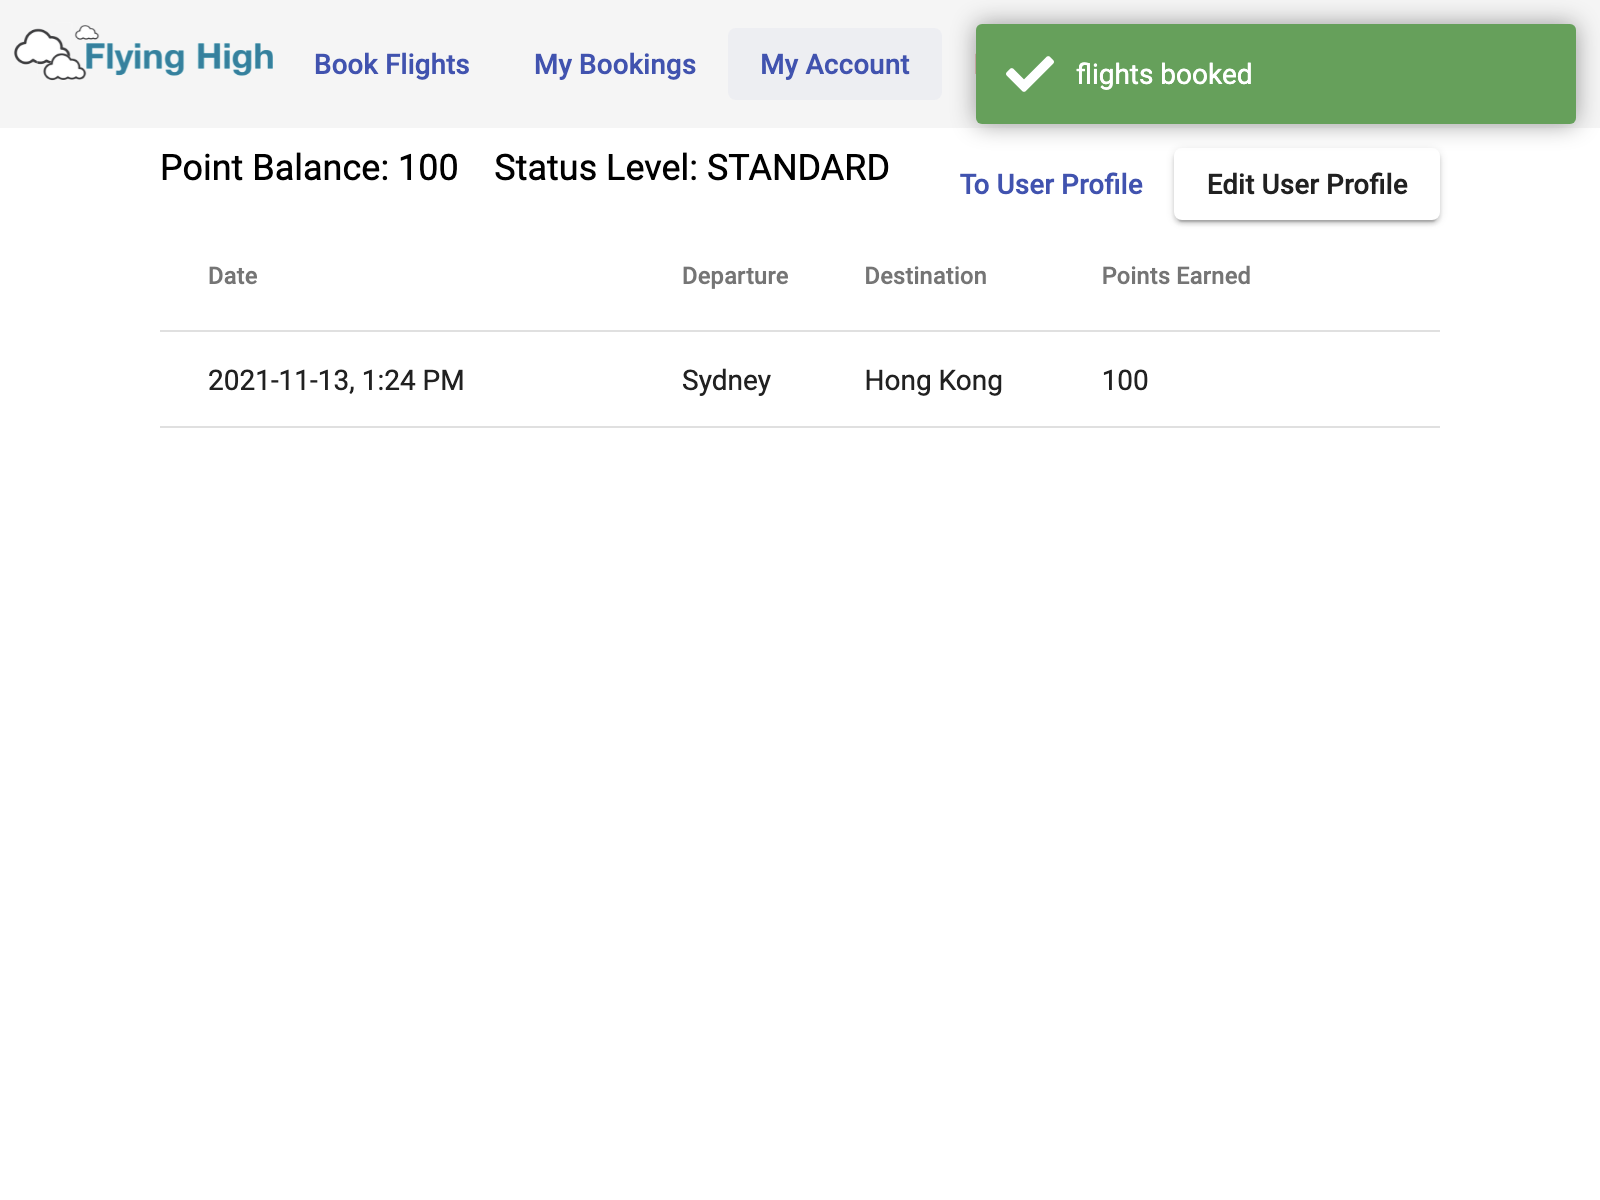 Flying High
Book Flights
My Bookings
My Account
flights booked
Point Balance: 100 Status Level: STANDARD
To User Profile
Edit User Profile
Date Departure Destination Points Earned
2021-11-13, 1:24 PM Sydney Hong Kong 100